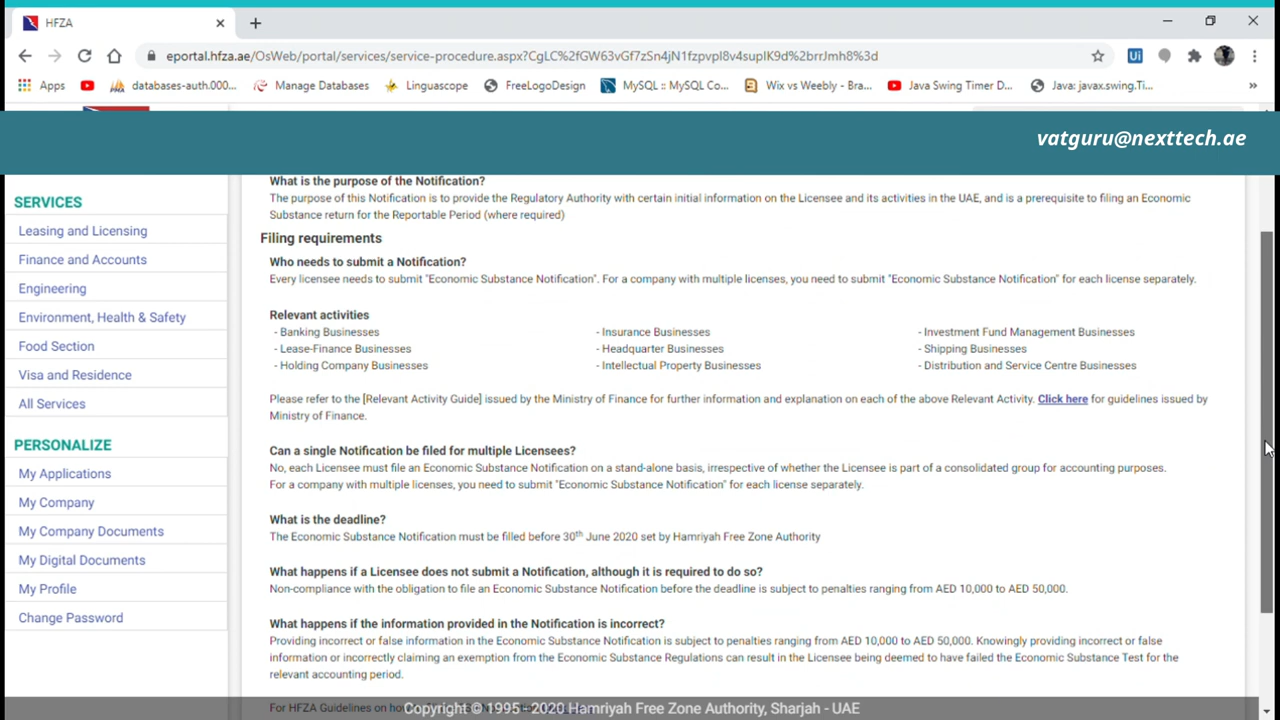 HFZA
eportal.hfza.ae/OsWeb/portal/services/service-procedure.aspx?CgLC%2fGW63vGf7zSn4jN1fzpvpI8v4supIK9d%2brrJmh8%3d
Apps databases-auth.000... Manage Databases Linguascope FreeLogoDesign MySQL :: MySQL Co... Wix vs Weebly - Bra... Java Swing Timer D... Java: javax.swing.Ti...
vatguru@nexttech.ae
SERVICES
Leasing and Licensing
Finance and Accounts
Engineering
Environment, Health & Safety
Food Section
Visa and Residence
All Services
PERSONALIZE
My Applications
My Company
My Company Documents
My Digital Documents
My Profile
Change Password
What is the purpose of the Notification?
The purpose of this Notification is to provide the Regulatory Authority with certain initial information on the Licensee and its activities in the UAE, and is a prerequisite to filing an Economic
Substance return for the Reportable Period (where required)
Filing requirements
Who needs to submit a Notification?
Every licensee needs to submit "Economic Substance Notification". For a company with multiple licenses, you need to submit "Economic Substance Notification" for each license separately.
Relevant activities
- Banking Businesses - Insurance Businesses - Investment Fund Management Businesses
- Lease-Finance Businesses - Headquarter Businesses - Shipping Businesses
- Holding Company Businesses - Intellectual Property Businesses - Distribution and Service Centre Businesses
Please refer to the [Relevant Activity Guide] issued by the Ministry of Finance for further information and explanation on each of the above Relevant Activity. Click here for guidelines issued by
Ministry of Finance.
Can a single Notification be filed for multiple Licensees?
No, each Licensee must file an Economic Substance Notification on a stand-alone basis, irrespective of whether the Licensee is part of a consolidated group for accounting purposes.
For a company with multiple licenses, you need to submit "Economic Substance Notification" for each license separately.
What is the deadline?
The Economic Substance Notification must be filled before 30th June 2020 set by Hamriyah Free Zone Authority
What happens if a Licensee does not submit a Notification, although it is required to do so?
Non-compliance with the obligation to file an Economic Substance Notification before the deadline is subject to penalties ranging from AED 10,000 to AED 50,000.
What happens if the information provided in the Notification is incorrect?
Providing incorrect or false information in the Economic Substance Notification is subject to penalties ranging from AED 10,000 to AED 50,000. Knowingly providing incorrect or false
information or incorrectly claiming an exemption from the Economic Substance Regulations can result in the Licensee being deemed to have failed the Economic Substance Test for the
relevant accounting period.
For HFZA Guidelines on
Copyright © 1995 - 2020 Hamriyah Free Zone Authority, Sharjah - UAE